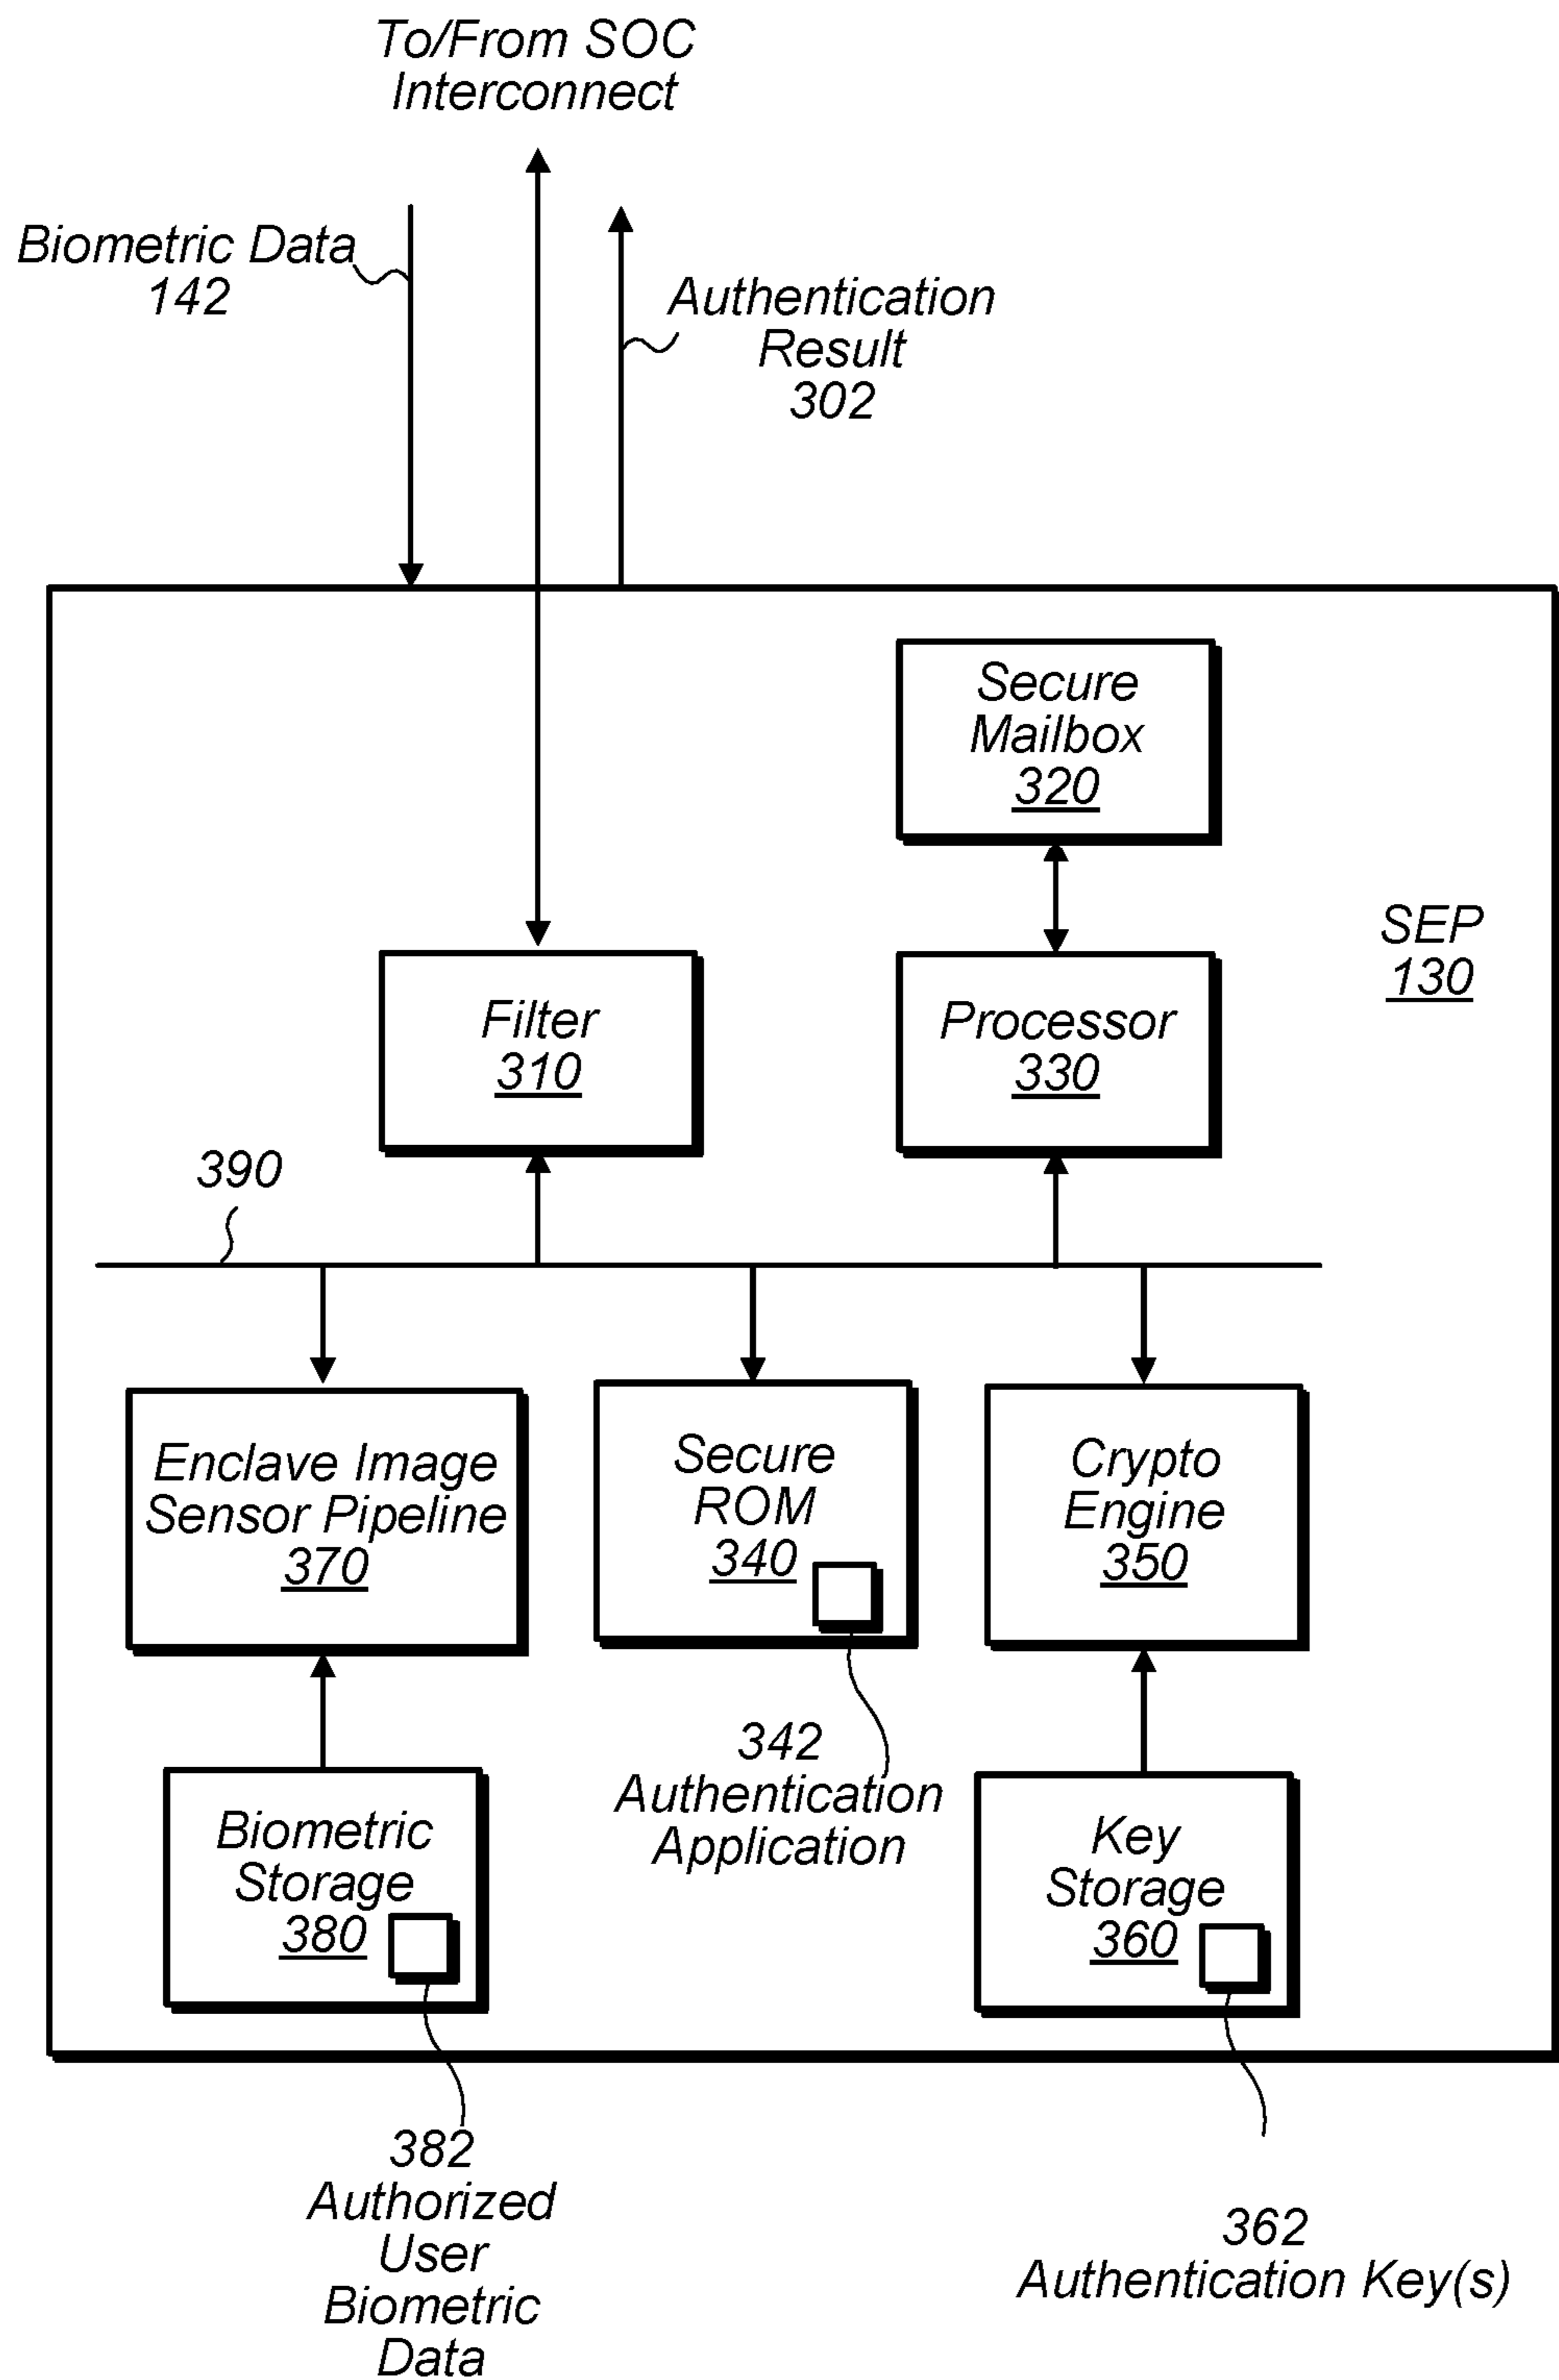 To/From SOC
Interconnect
Biometric Data
142
Authentication
Result
302
Secure
Mailbox
320
SEP
130
Filter
310
Processor
330
390
Enclave Image
Sensor Pipeline
370
Secure
ROM
340
Crypto
Engine
350
342
Authentication
Application
Biometric
Storage
380
Key
Storage
360
382
Authorized
User
Biometric
Data
362
Authentication Key(s)